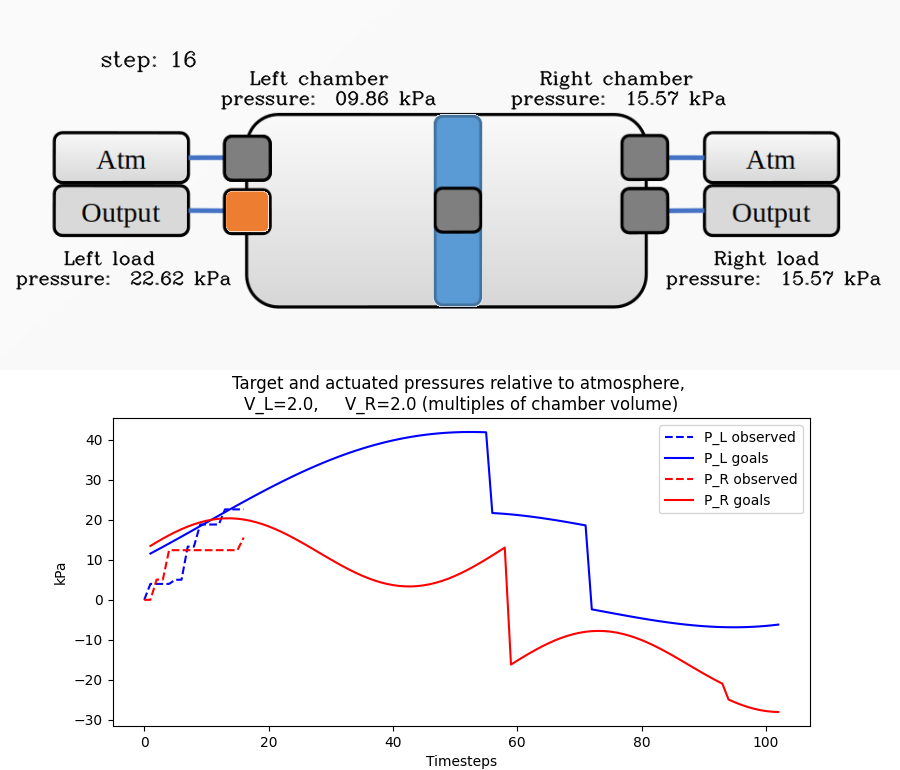 step: 16
Left chamber
pressure: 09.86 kPa
Right chamber
pressure: 15.57 kPa
Atm
Output
Atm
Output
Left load
pressure: 22.62 kPa
Right load
pressure: 15.57 kPa
Target and actuated pressures relative to atmosphere,
V_L=2.0, V_R=2.0 (multiples of chamber volume)
P_L observed
P_L goals
P_R observed
P_R goals
40
30
20
10
0
−10
−20
−30
kPa
0 20 40 60 80 100
Timesteps